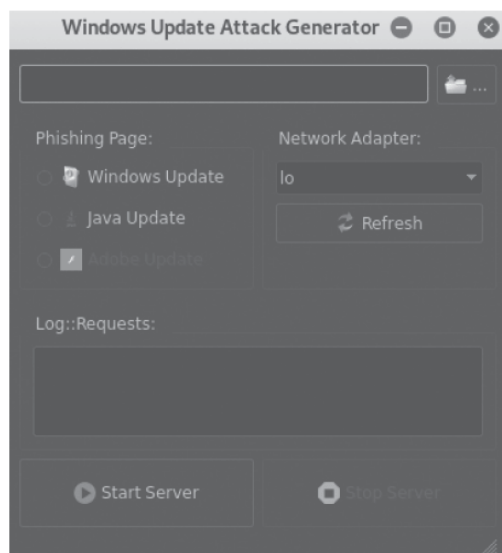 Windows Update Attack Generator
...
Phishing Page:
Network Adapter:
Windows Update
lo
Java Update
Refresh
Adobe Update
Log::Requests:
Start Server
Stop Server